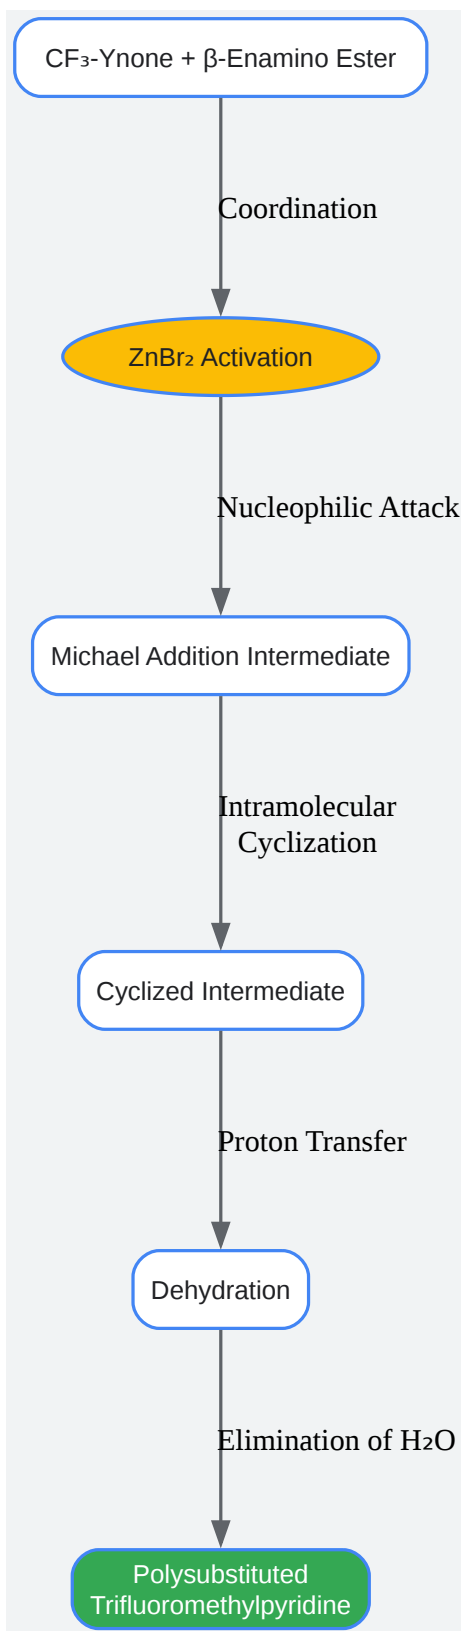 CF₃-Ynone + β-Enamino Ester
Coordination
ZnBr₂ Activation
Nucleophilic Attack
Michael Addition Intermediate
Intramolecular
Cyclization
Cyclized Intermediate
Proton Transfer
Dehydration
Elimination of H₂O
Polysubstituted
Trifluoromethylpyridine